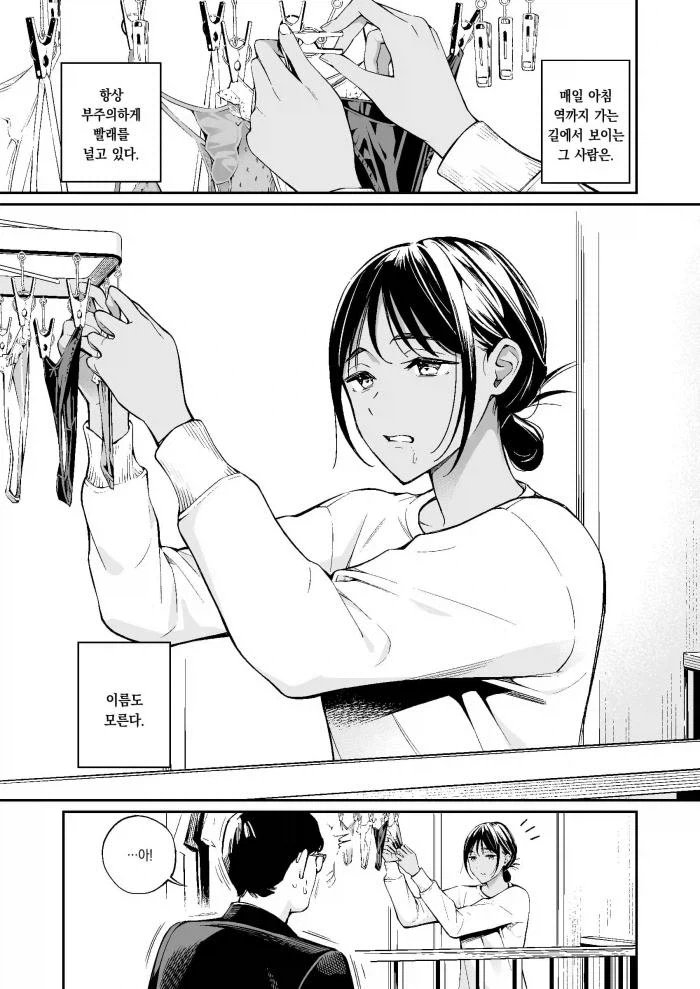 매일 아침
역까지 가는
길에서 보이는
그 사람은.
항상
부주의하게
빨래를
널고 있다.
이름도
모른다.
…아!